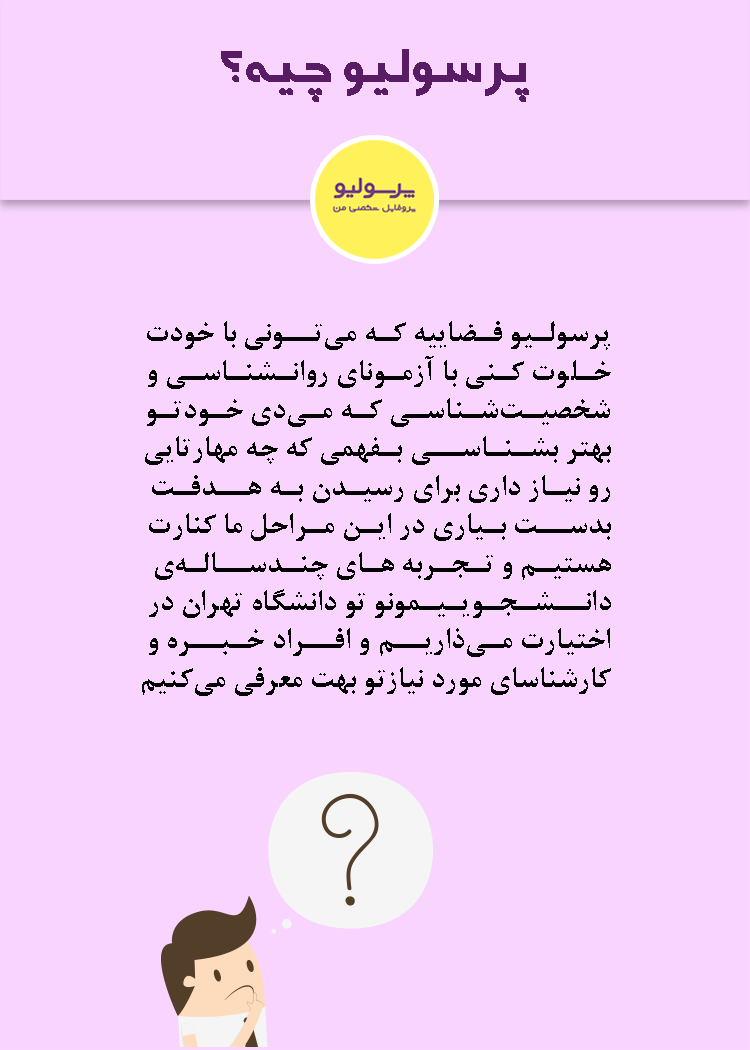 پرسولیو چیه؟
پرسولیو
پروفایل شخصی من
پرسولیو فضاییه که می‌تونی با خودت
خلوت کنی با آزمونای روانشناسی و
شخصیت‌شناسی که می‌دی خودتو
بهتر بشناسی بفهمی که چه مهارتایی
رو نیاز داری برای رسیدن به هدفت
بدست بیاری در این مراحل ما کنارت
هستیم و تجربه های چندساله‌ی
دانشجوییمونو تو دانشگاه تهران در
اختیارت می‌ذاریم و افراد خبره و
کارشناسای مورد نیازتو بهت معرفی می‌کنیم
?